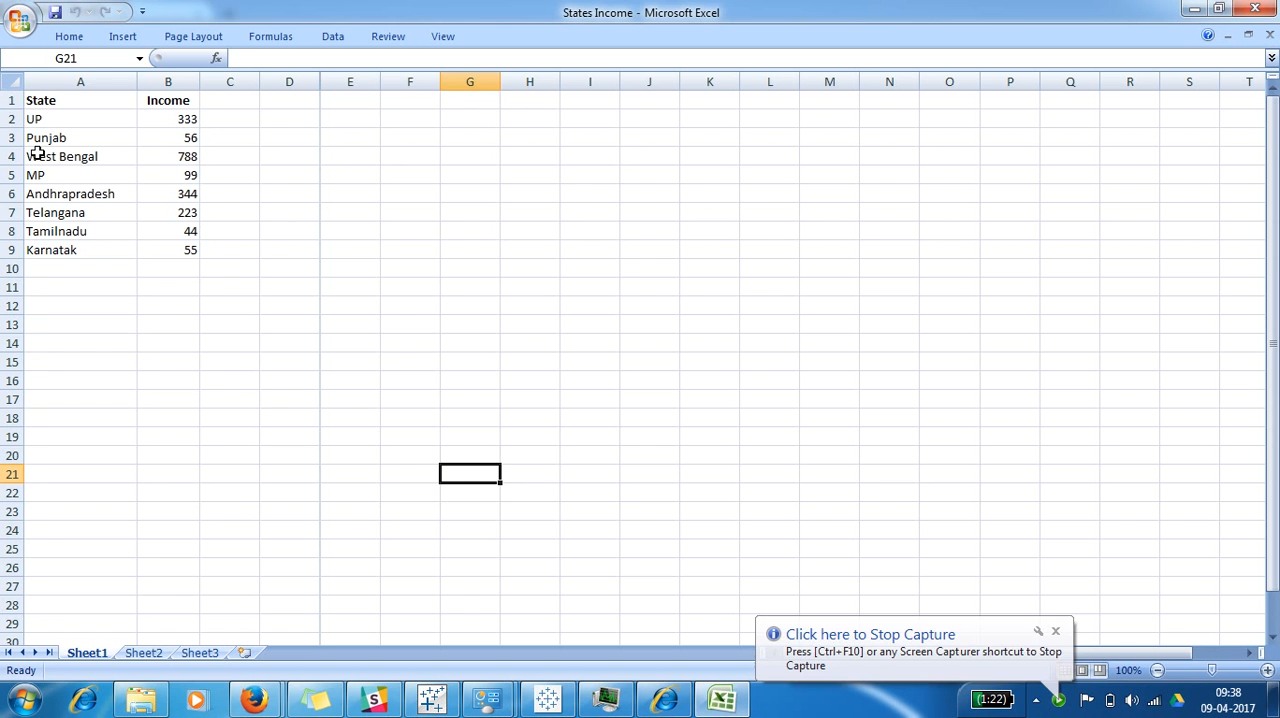 States Income - Microsoft Excel
Home Insert Page Layout Formulas Data Review View
G21 fx
A B C D E F G H I J K L M N O P Q R S T
1 State Income
2 UP 333
3 Punjab 56
4 West Bengal 788
5 MP 99
6 Andhrapradesh 344
7 Telangana 223
8 Tamilnadu 44
9 Karnatak 55
10
11
12
13
14
15
16
17
18
19
20
21
22
23
24
25
26
27
28
29
30
Click here to Stop Capture
Press [Ctrl+F10] or any Screen Capturer shortcut to Stop
Capture
Sheet1 Sheet2 Sheet3
Ready 100%
(1:22) 09:38
09-04-2017